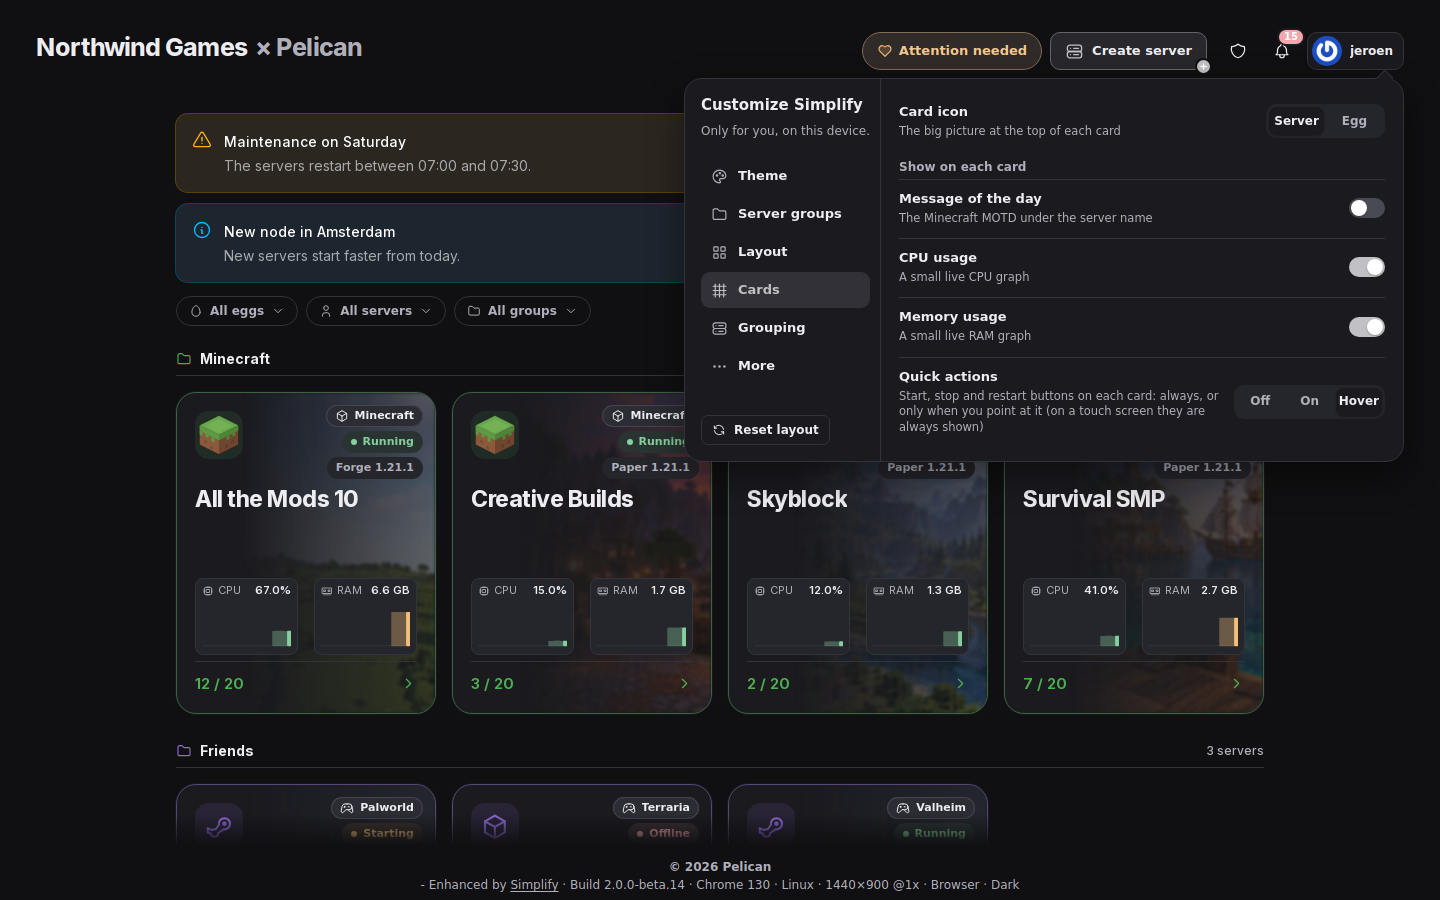 Northwind Games × Pelican
Attention needed
Create server
15
jeroen
Maintenance on Saturday
The servers restart between 07:00 and 07:30.
New node in Amsterdam
New servers start faster from today.
All eggs
All servers
All groups
Customize Simplify
Only for you, on this device.
Theme
Server groups
Layout
Cards
Grouping
More
Reset layout
Card icon
The big picture at the top of each card
Server
Egg
Show on each card
Message of the day
The Minecraft MOTD under the server name
CPU usage
A small live CPU graph
Memory usage
A small live RAM graph
Quick actions
Start, stop and restart buttons on each card: always, or
only when you point at it (on a touch screen they are
always shown)
Off
On
Hover
Minecraft
Minecraft
Running
Forge 1.21.1
All the Mods 10
CPU 67.0%
RAM 6.6 GB
12 / 20
Minecraf
Running
Paper 1.21.1
Creative Builds
CPU 15.0%
RAM 1.7 GB
3 / 20
Paper 1.21.1
Skyblock
CPU 12.0%
RAM 1.3 GB
2 / 20
Paper 1.21.1
Survival SMP
CPU 41.0%
RAM 2.7 GB
7 / 20
Friends
3 servers
Palworld
Starting
Terraria
Offline
Valheim
Running
© 2026 Pelican
- Enhanced by Simplify · Build 2.0.0-beta.14 · Chrome 130 · Linux · 1440×900 @1x · Browser · Dark